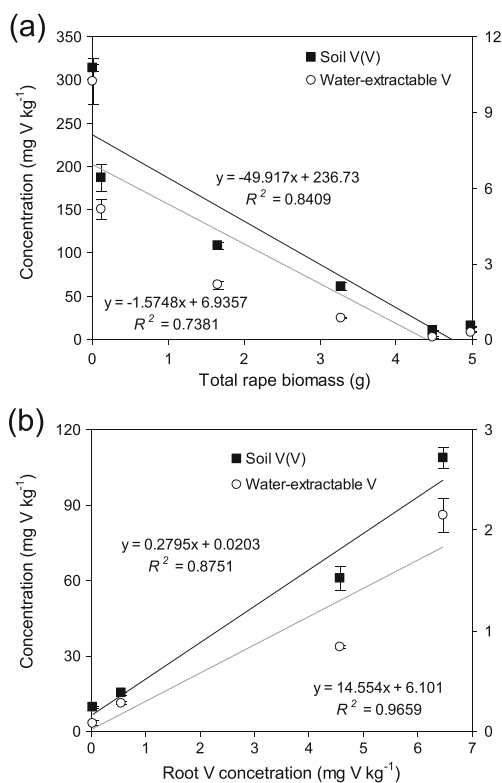 (a)
350
300
250
200
150
100
50
0
12
9
6
3
0
Concentration (mg V kg-1)
Soil V(V)
Water-extractable V
y = -49.917x + 236.73
R² = 0.8409
y = -1.5748x + 6.9357
R² = 0.7381
0 1 2 3 4 5
Total rape biomass (g)
(b)
120
90
60
30
0
3
2
1
0
Concentration (mg V kg-1)
Soil V(V)
Water-extractable V
y = 0.2795x + 0.0203
R² = 0.8751
y = 14.554x + 6.101
R² = 0.9659
0 1 2 3 4 5 6 7
Root V concetration (mg V kg-1)